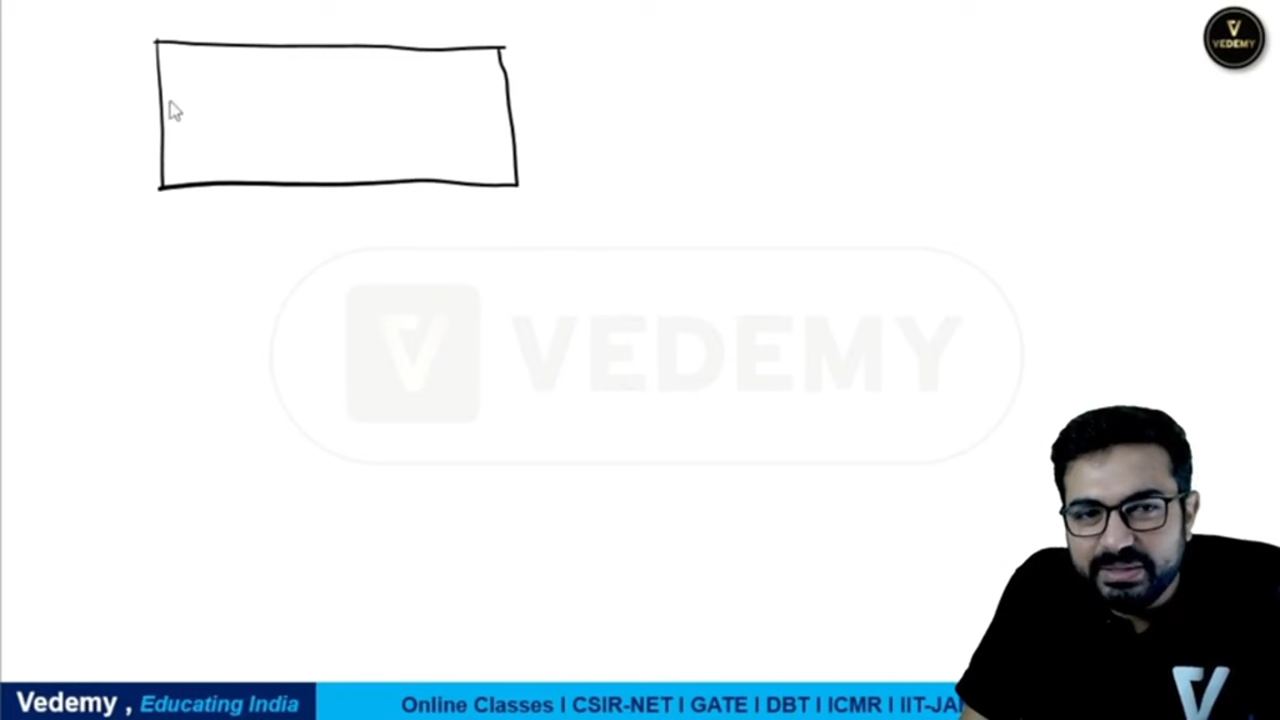 VEDEMY
VEDEMY
Vedemy , Educating India
Online Classes I CSIR-NET I GATE I DBT I ICMR I IIT-JA